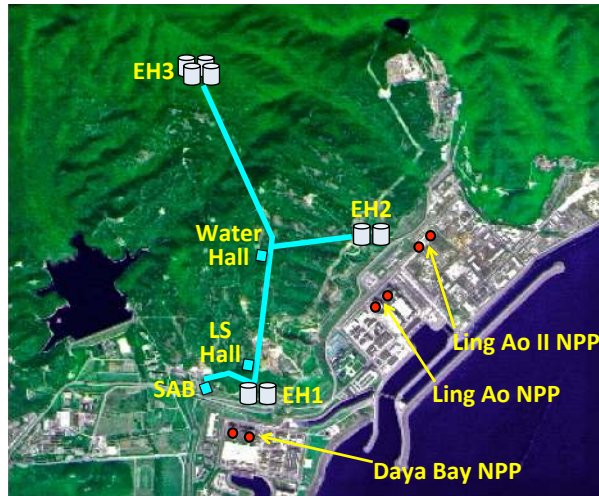 EH3
EH2
Water
Hall
Ling Ao II NPP
LS
Hall
Ling Ao NPP
SAB
EH1
Daya Bay NPP